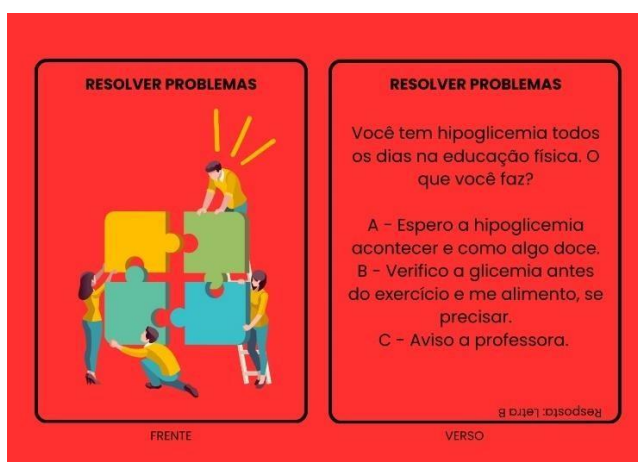 RESOLVER PROBLEMAS
FRENTE
RESOLVER PROBLEMAS
Você tem hipoglicemia todos
os dias na educação física. O
que você faz?
A - Espero a hipoglicemia
acontecer e como algo doce.
B - Verifico a glicemia antes
do exercício e me alimento, se
precisar.
C - Aviso a professora.
Resposta: Letra B
VERSO